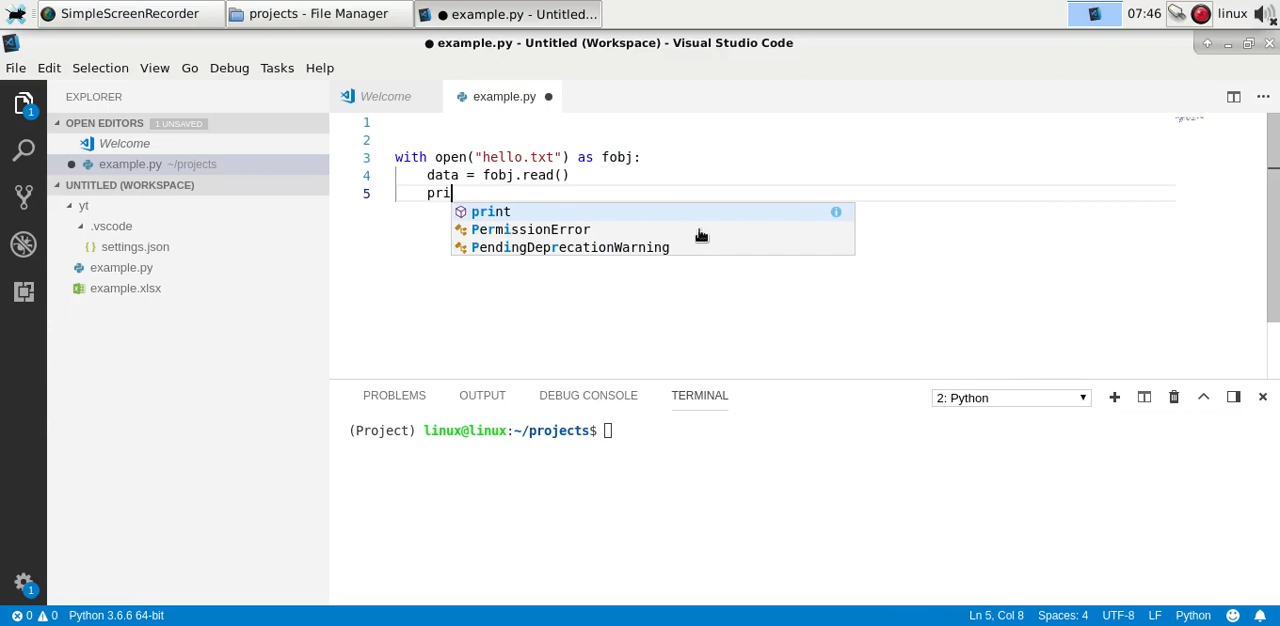 SimpleScreenRecorder
projects - File Manager
● example.py - Untitled...
07:46
linux
● example.py - Untitled (Workspace) - Visual Studio Code
File Edit Selection View Go Debug Tasks Help
EXPLORER
OPEN EDITORS 1 UNSAVED
Welcome
● example.py ~/projects
UNTITLED (WORKSPACE)
yt
.vscode
{ } settings.json
example.py
example.xlsx
1
1
Welcome
example.py ●
1
2
3 with open("hello.txt") as fobj:
4 data = fobj.read()
5 pri
print
PermissionError
PendingDeprecationWarning
PROBLEMS OUTPUT DEBUG CONSOLE TERMINAL
2: Python
(Project) linux@linux:~/projects$
0 0 Python 3.6.6 64-bit
Ln 5, Col 8 Spaces: 4 UTF-8 LF Python